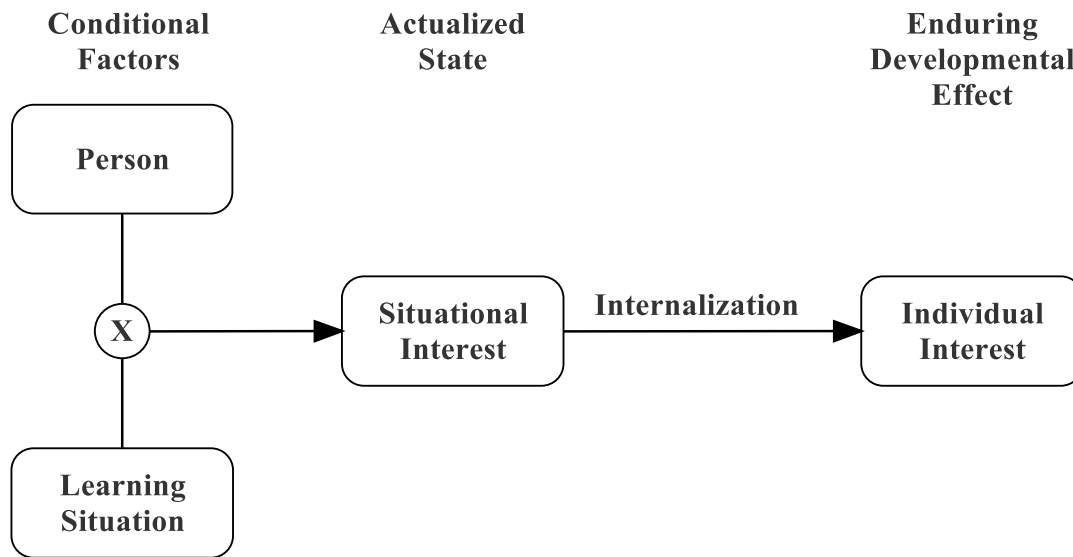 Conditional
Factors
Actualized
State
Enduring
Developmental
Effect
Person
X
Situational
Interest
Internalization
Individual
Interest
Learning
Situation